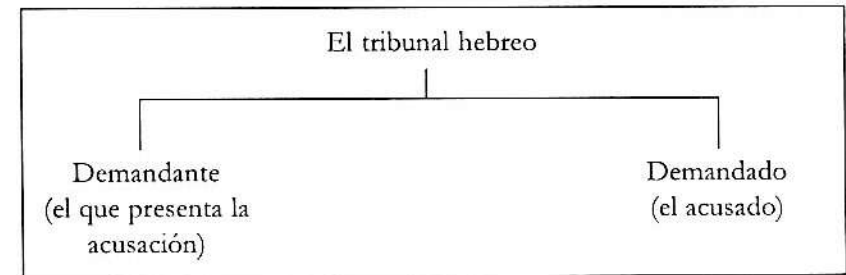 El tribunal hebreo
Demandante
(el que presenta la
acusación)
Demandado
(el acusado)